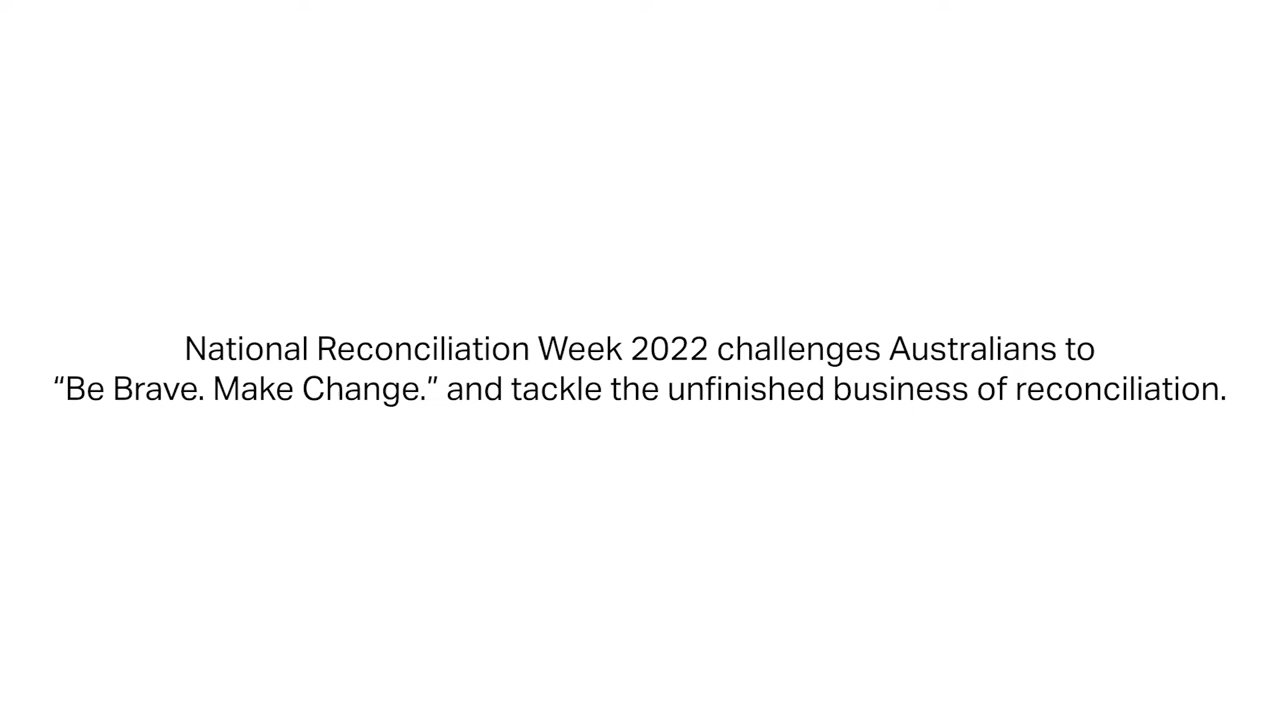 National Reconciliation Week 2022 challenges Australians to
“Be Brave. Make Change.” and tackle the unfinished business of reconciliation.